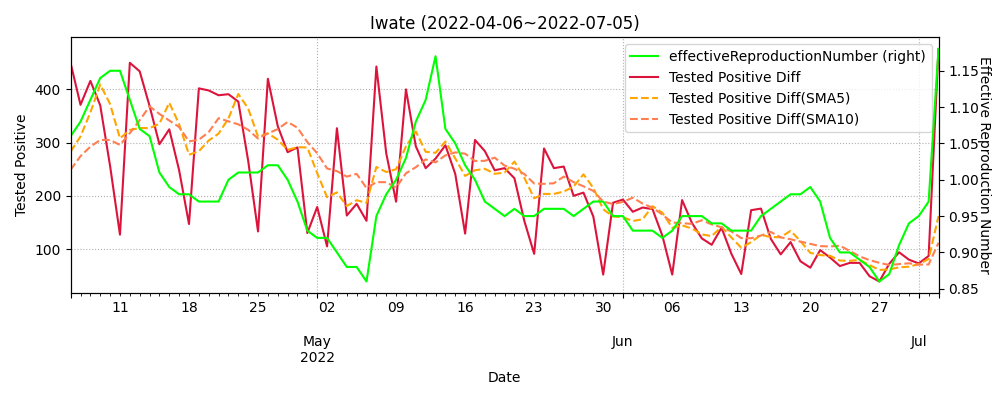 Iwate (2022-04-06~2022-07-05)
effectiveReproductionNumber (right)
Tested Positive Diff
Tested Positive Diff(SMA5)
Tested Positive Diff(SMA10)
Tested Positive
400
300
200
100
Effective Reproduction Number
1.15
1.10
1.05
1.00
0.95
0.90
0.85
11 18 25 02 09 16 23 30 06 13 20 27
May Jun Jul
2022
Date